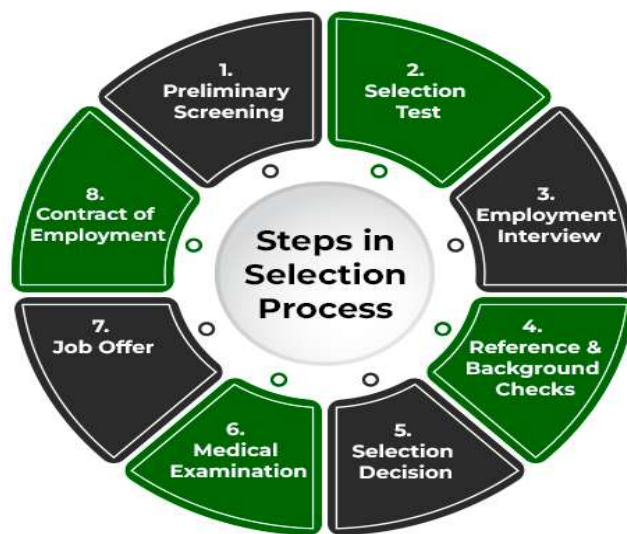 1.
Preliminary
Screening
2.
Selection
Test
3.
Employment
Interview
4.
Reference &
Background
Checks
5.
Selection
Decision
6.
Medical
Examination
7.
Job Offer
8.
Contract of
Employment
Steps in
Selection
Process